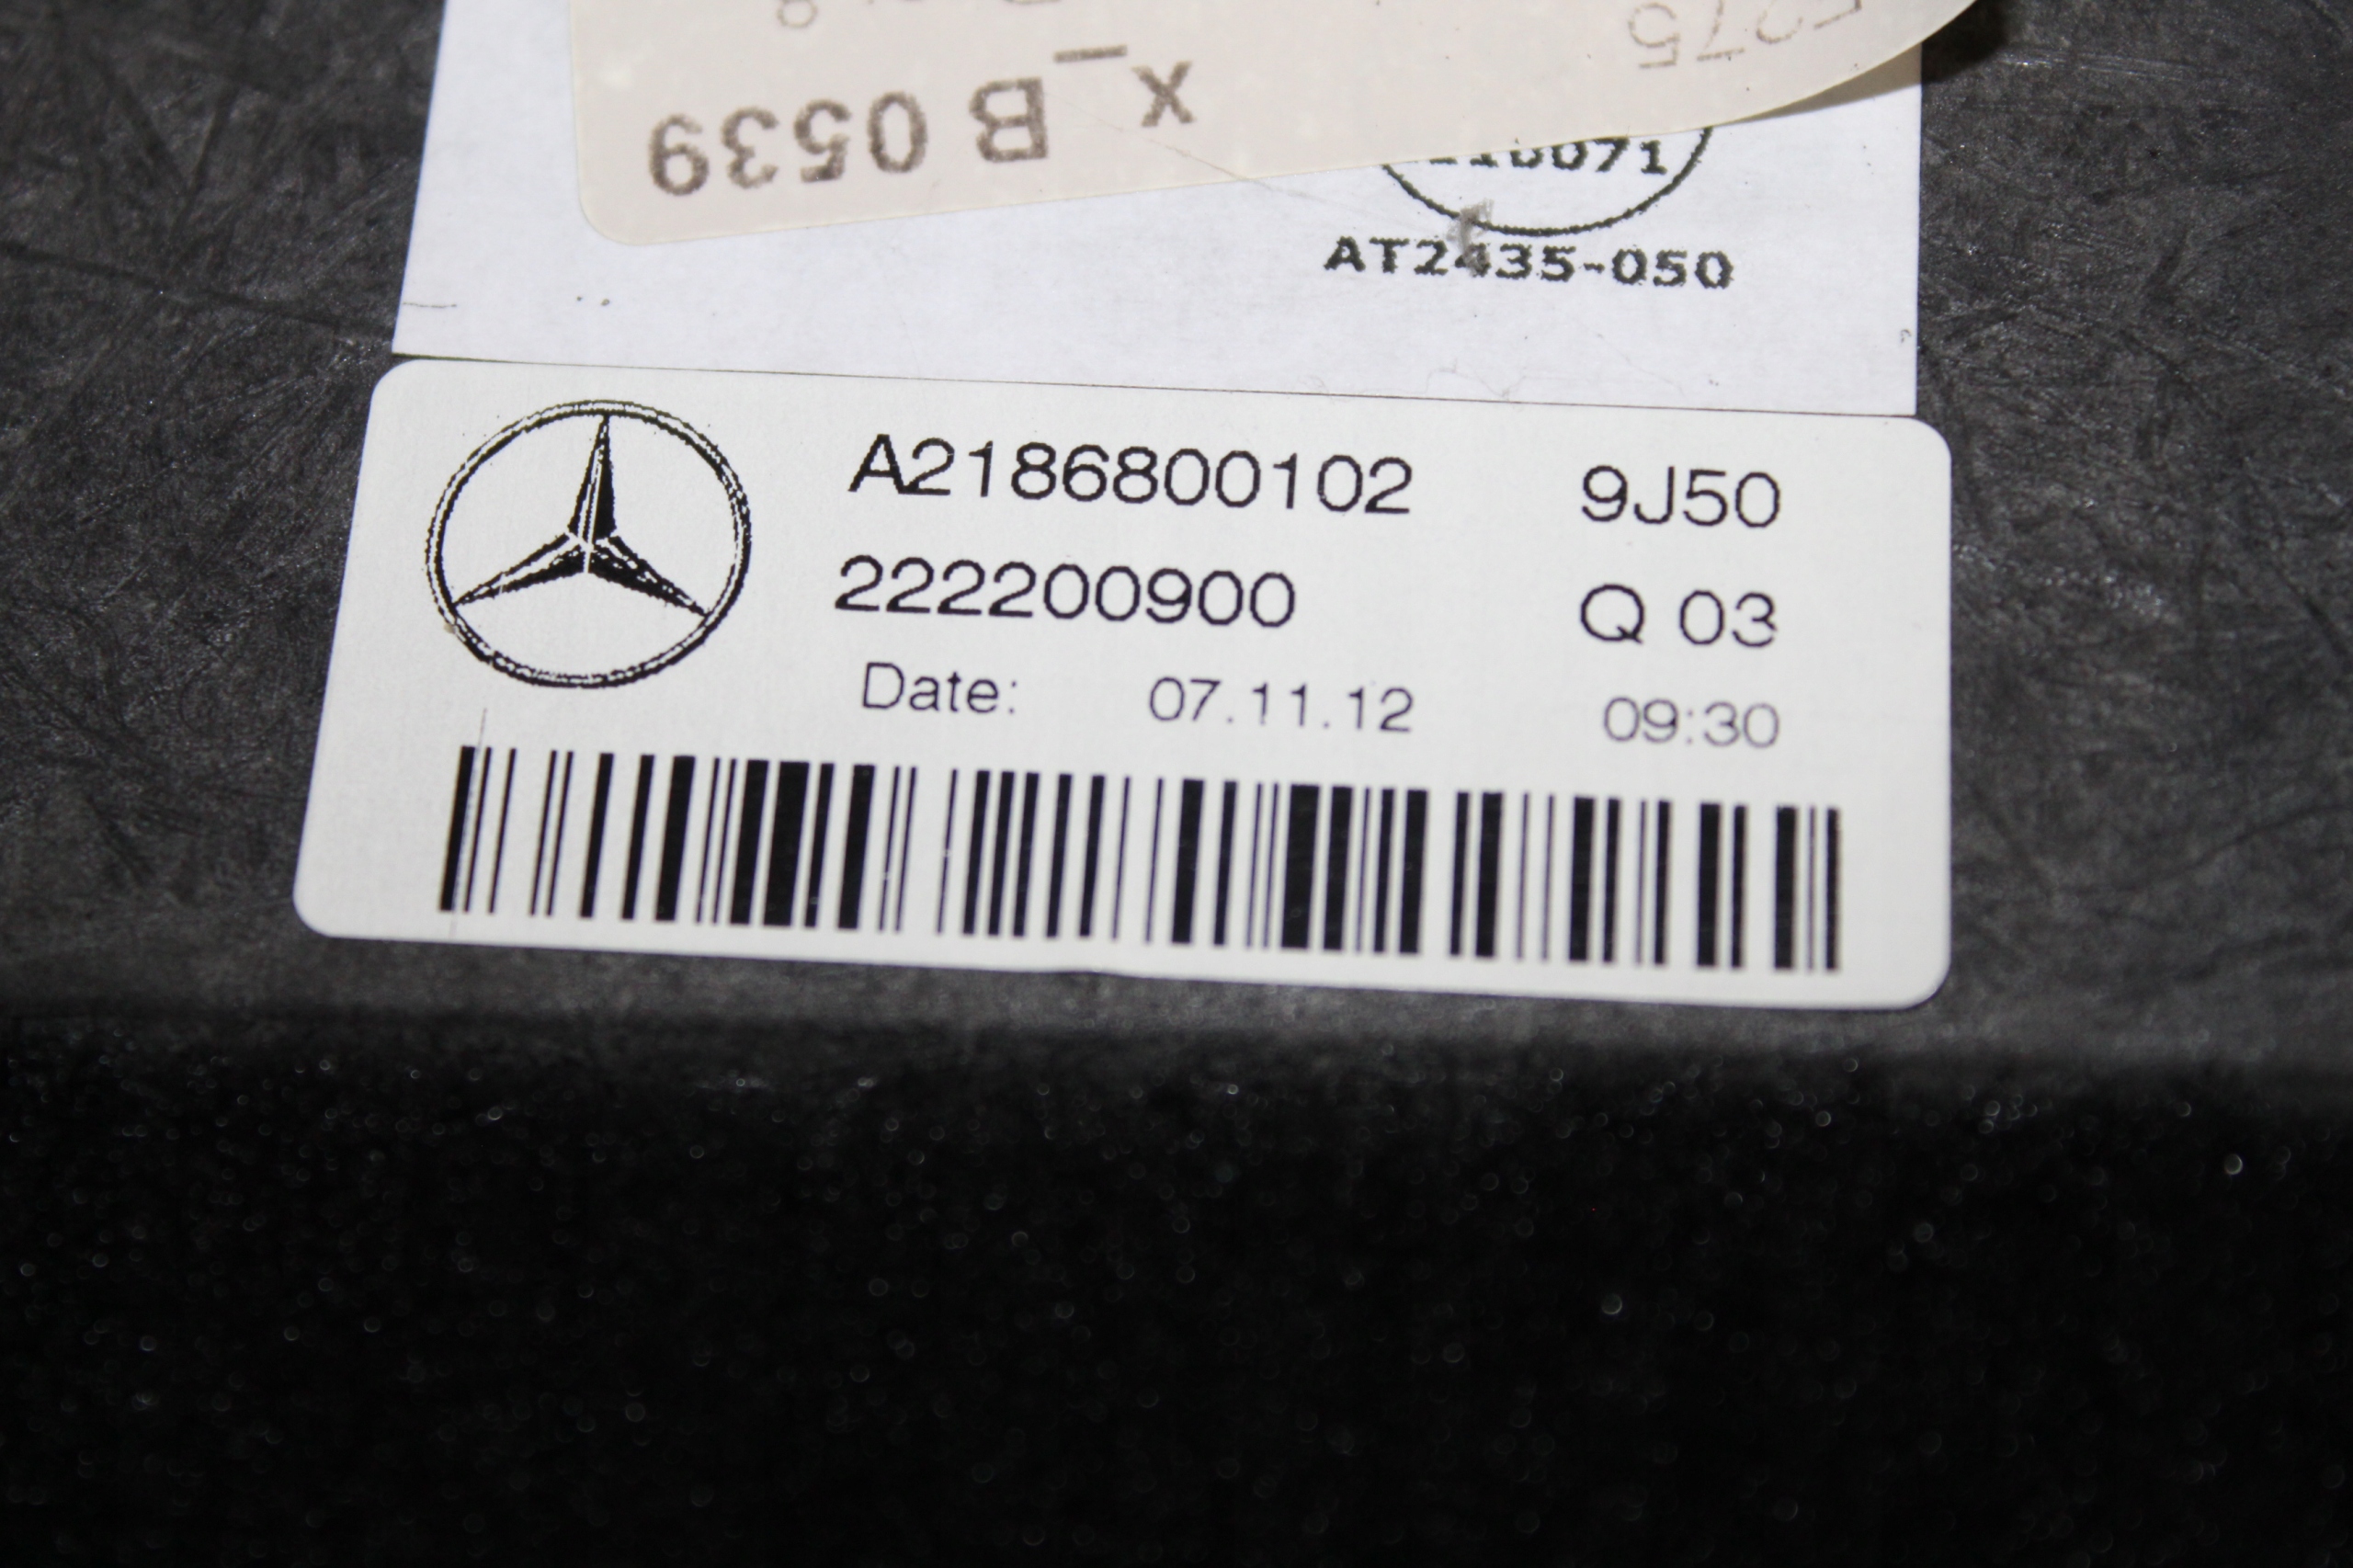 x_B 0539
AT2435-050
A2186800102 9J50
222200900 Q 03
Date: 07.11.12 09:30